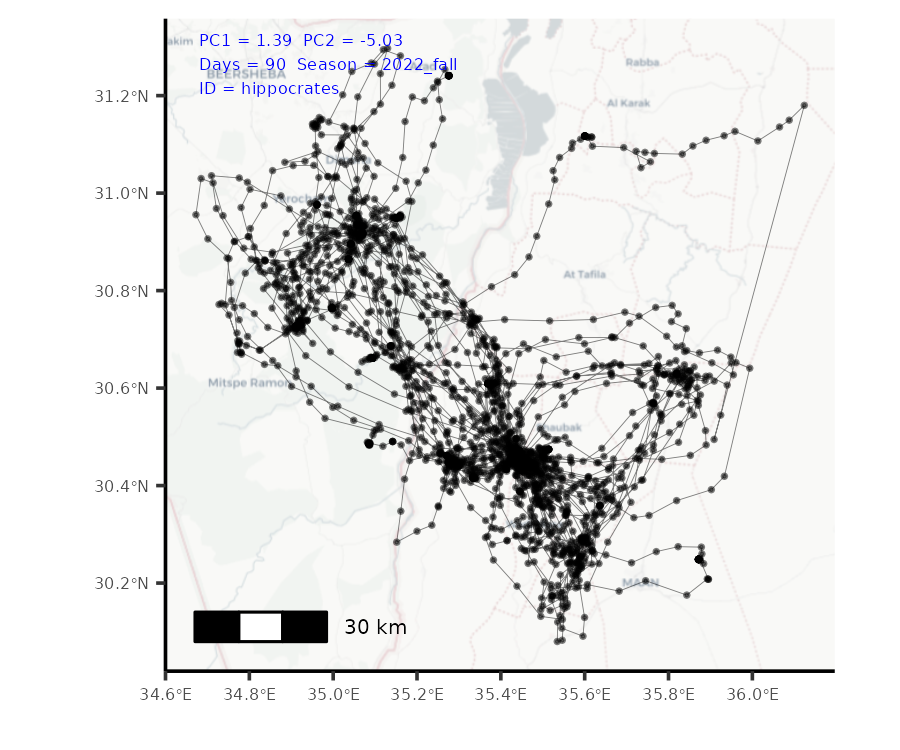 PC1 = 1.39 PC2 = -5.03
Days = 90 Season = 2022_fall
ID = hippocrates
BEERSHEBA
Rabba
Al Karak
At Tafila
Mitspe Ramon
MAAN
31.2°N
31.0°N
30.8°N
30.6°N
30.4°N
30.2°N
30 km
34.6°E
34.8°E
35.0°E
35.2°E
35.4°E
35.6°E
35.8°E
36.0°E